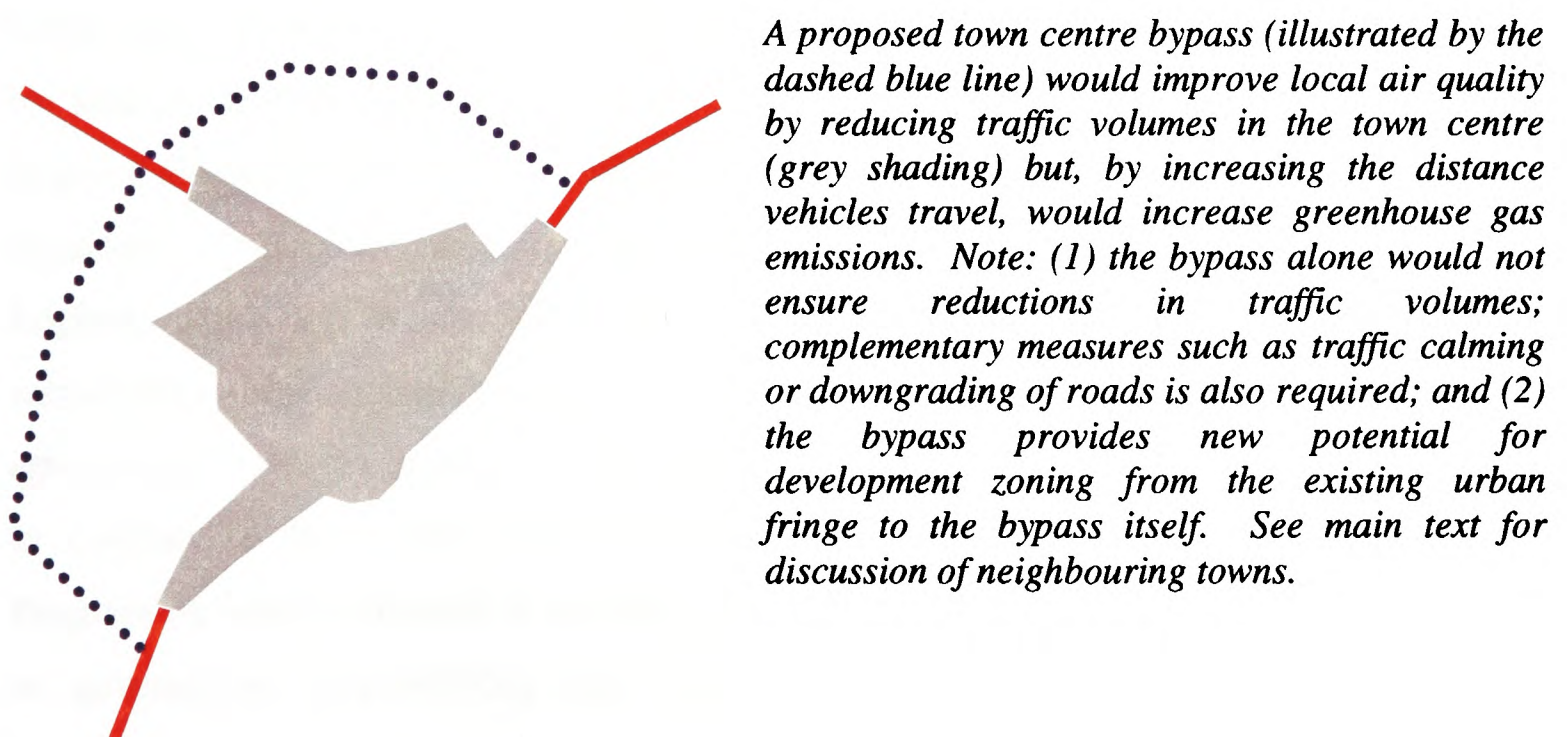 A proposed town centre bypass (illustrated by the
dashed blue line) would improve local air quality
by reducing traffic volumes in the town centre
(grey shading) but, by increasing the distance
vehicles travel, would increase greenhouse gas
emissions. Note: (1) the bypass alone would not
ensure reductions in traffic volumes;
complementary measures such as traffic calming
or downgrading of roads is also required; and (2)
the bypass provides new potential for
development zoning from the existing urban
fringe to the bypass itself. See main text for
discussion of neighbouring towns.